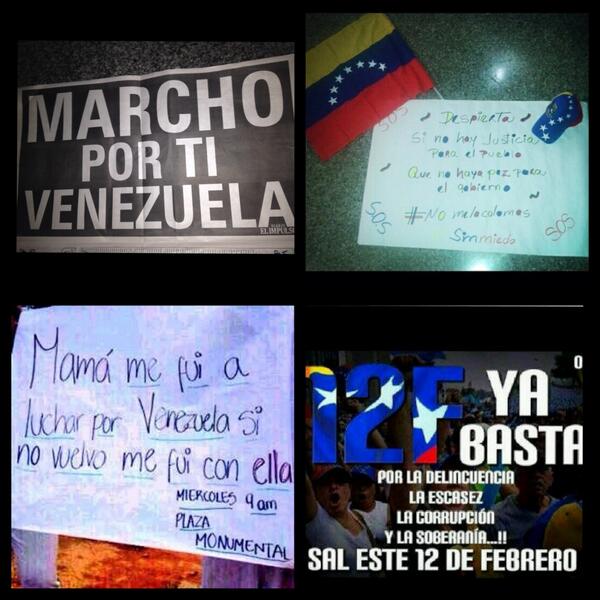 MARCHO
POR TI
VENEZUELA
EL IMPULSO
SOS
Despierta
Si no hay Justicia
Para el Pueblo
Que no haya paz para
el gobierno
SOS
#No melacalomas
SOS
Sinmiedo
Mamá me fui a
luchar por Venezuela si
no vuelvo me fui con ella
MIERCOLES 9 am
PLAZA
MONUMENTAL
12F YA
BASTA
POR LA DELINCUENCIA
LA ESCASEZ
LA CORRUPCIÓN
Y LA SOBERANÍA...!!
SAL ESTE 12 DE FEBRERO